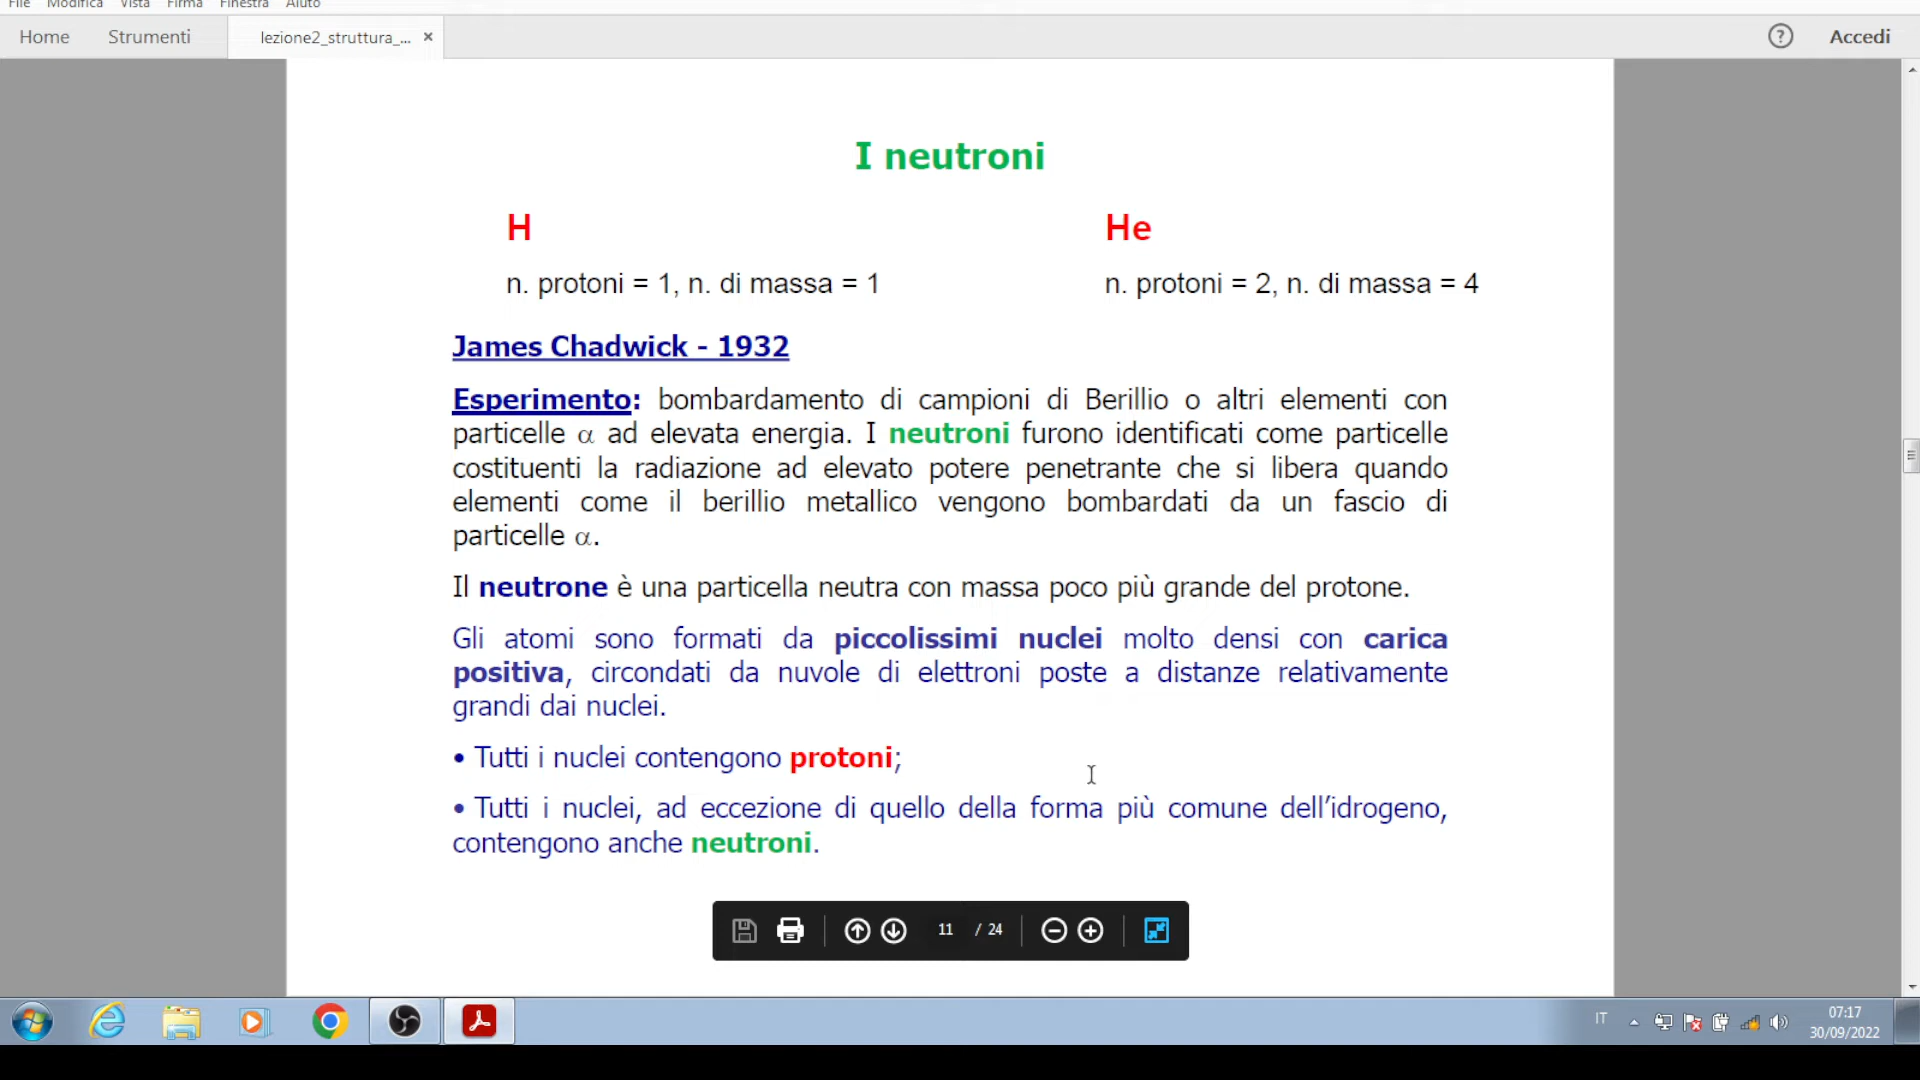 File Modifica Vista Firma Finestra Aiuto
Home Strumenti lezione2_struttura_... × ? Accedi
I neutroni
H He
n. protoni = 1, n. di massa = 1 n. protoni = 2, n. di massa = 4
James Chadwick - 1932
Esperimento: bombardamento di campioni di Berillio o altri elementi con
particelle α ad elevata energia. I neutroni furono identificati come particelle
costituenti la radiazione ad elevato potere penetrante che si libera quando
elementi come il berillio metallico vengono bombardati da un fascio di
particelle α.
Il neutrone è una particella neutra con massa poco più grande del protone.
Gli atomi sono formati da piccolissimi nuclei molto densi con carica
positiva, circondati da nuvole di elettroni poste a distanze relativamente
grandi dai nuclei.
• Tutti i nuclei contengono protoni;
• Tutti i nuclei, ad eccezione di quello della forma più comune dell’idrogeno,
contengono anche neutroni.
11 / 24
IT 07:17
30/09/2022